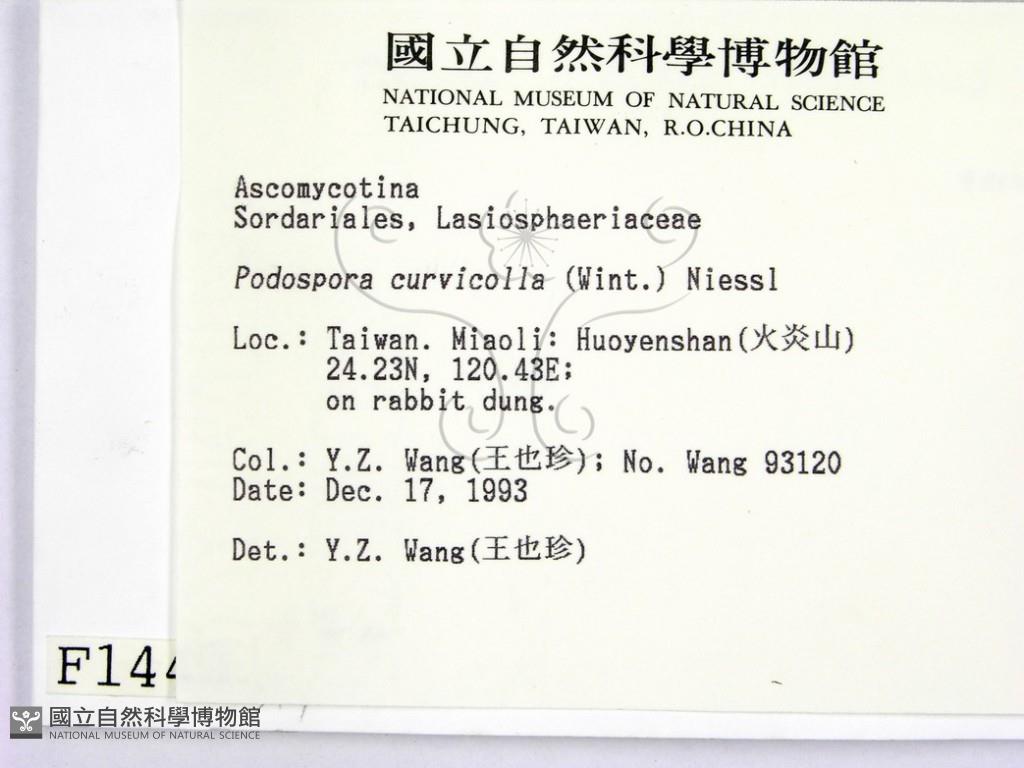 國立自然科學博物館
NATIONAL MUSEUM OF NATURAL SCIENCE
TAICHUNG, TAIWAN, R.O.CHINA
Ascomycotina
Sordariales, Lasiosphaeriaceae
Podospora curvicolla (Wint.) Niessl
Loc.: Taiwan. Miaoli: Huoyenshan(火炎山)
24.23N, 120.43E;
on rabbit dung.
Col.: Y.Z. Wang(王也珍); No. Wang 93120
Date: Dec. 17, 1993
Det.: Y.Z. Wang(王也珍)
F144
國立自然科學博物館
NATIONAL MUSEUM OF NATURAL SCIENCE